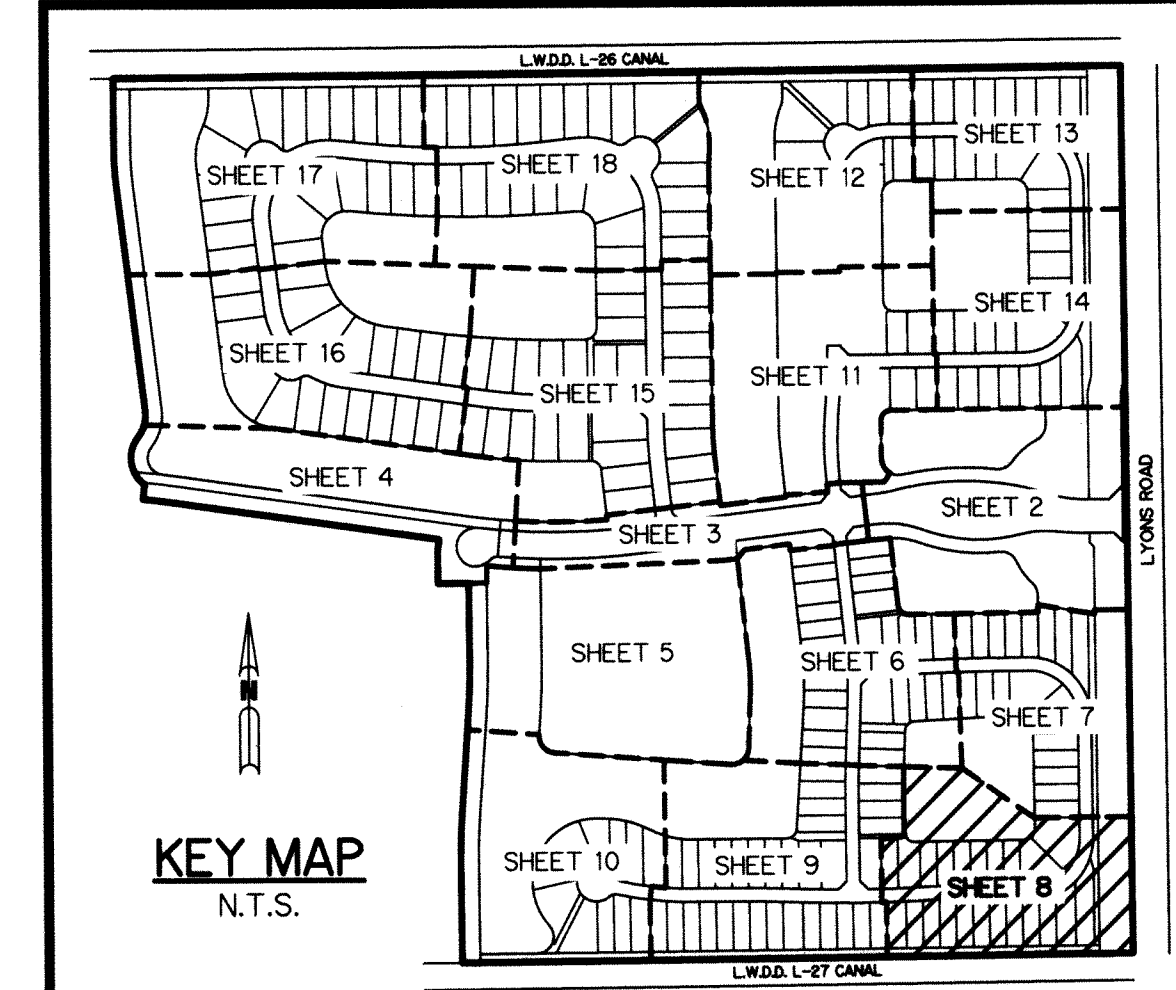 L.W.D.D. L-26 CANAL
SHEET 13
SHEET 18
SHEET 17
SHEET 12
SHEET 14
SHEET 16
SHEET 11
SHEET 15
SHEET 4
SHEET 2
LYONS ROAD
SHEET 3
SHEET 5
SHEET 6
N
SHEET 7
KEY MAP
SHEET 10
SHEET 9
SHEET 8
N.T.S.
L.W.D.D. L-27 CANAL